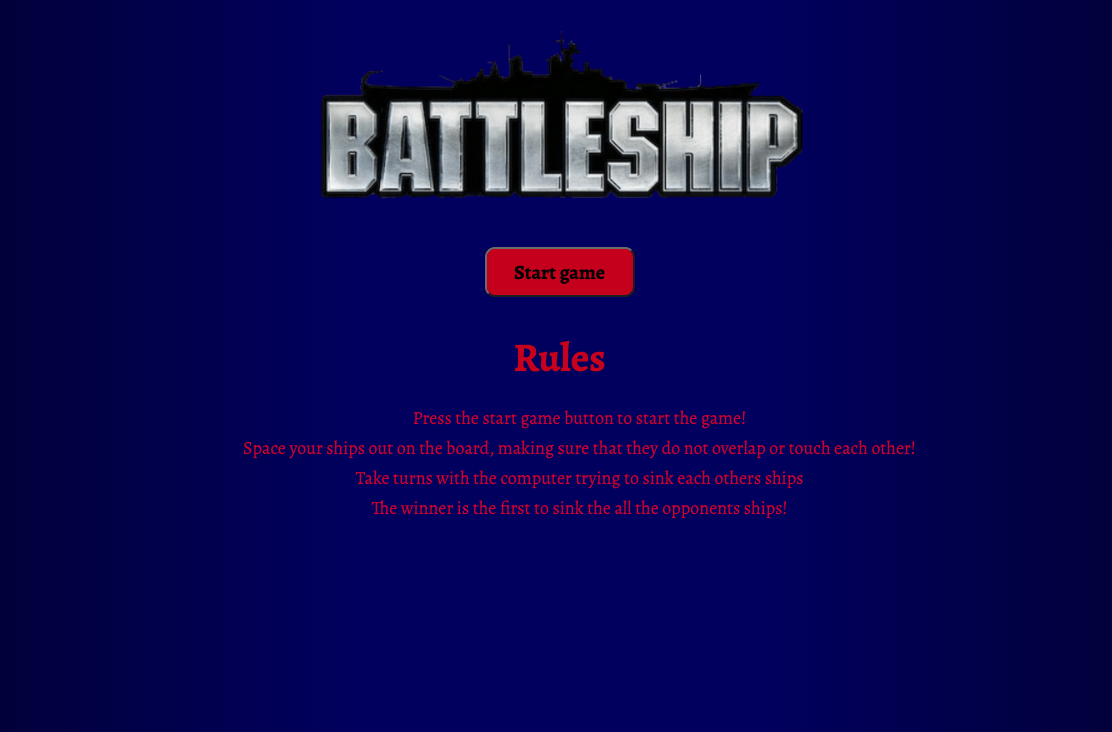 BATTLESHIP
Start game
Rules
Press the start game button to start the game!
Space your ships out on the board, making sure that they do not overlap or touch each other!
Take turns with the computer trying to sink each others ships
The winner is the first to sink the all the opponents ships!